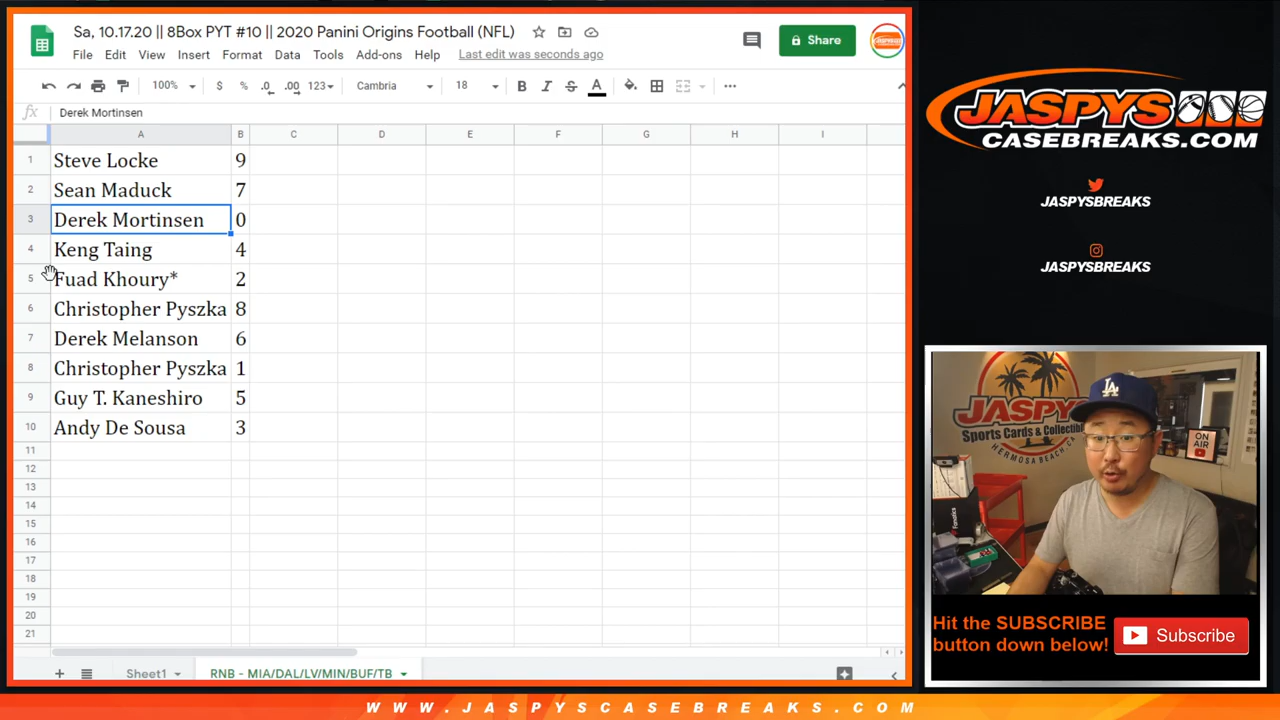 Sa, 10.17.20 || 8Box PYT #10 || 2020 Panini Origins Football (NFL)
File Edit View Insert Format Data Tools Add-ons Help Last edit was seconds ago
Share
100% $ % .0 .00 123 Cambria 18 B I S A
fx Derek Mortinsen
A B C D E F G H I
1 Steve Locke 9
2 Sean Maduck 7
3 Derek Mortinsen 0
4 Keng Taing 4
5 Fuad Khoury* 2
6 Christopher Pyszka 8
7 Derek Melanson 6
8 Christopher Pyszka 1
9 Guy T. Kaneshiro 5
10 Andy De Sousa 3
11
12
13
14
15
16
17
18
19
20
21
Sheet1 RNB - MIA/DAL/LV/MIN/BUF/TB
JASPYS
CASEBREAKS.COM
JASPYSBREAKS
JASPYSBREAKS
JASPYS
Sports Cards & Collectibl
HERMOSA BEACH, CA
ON
AIR
LA
Fanatics
Hit the SUBSCRIBE
button down below!
Subscribe
WWW.JASPYSCASEBREAKS.COM